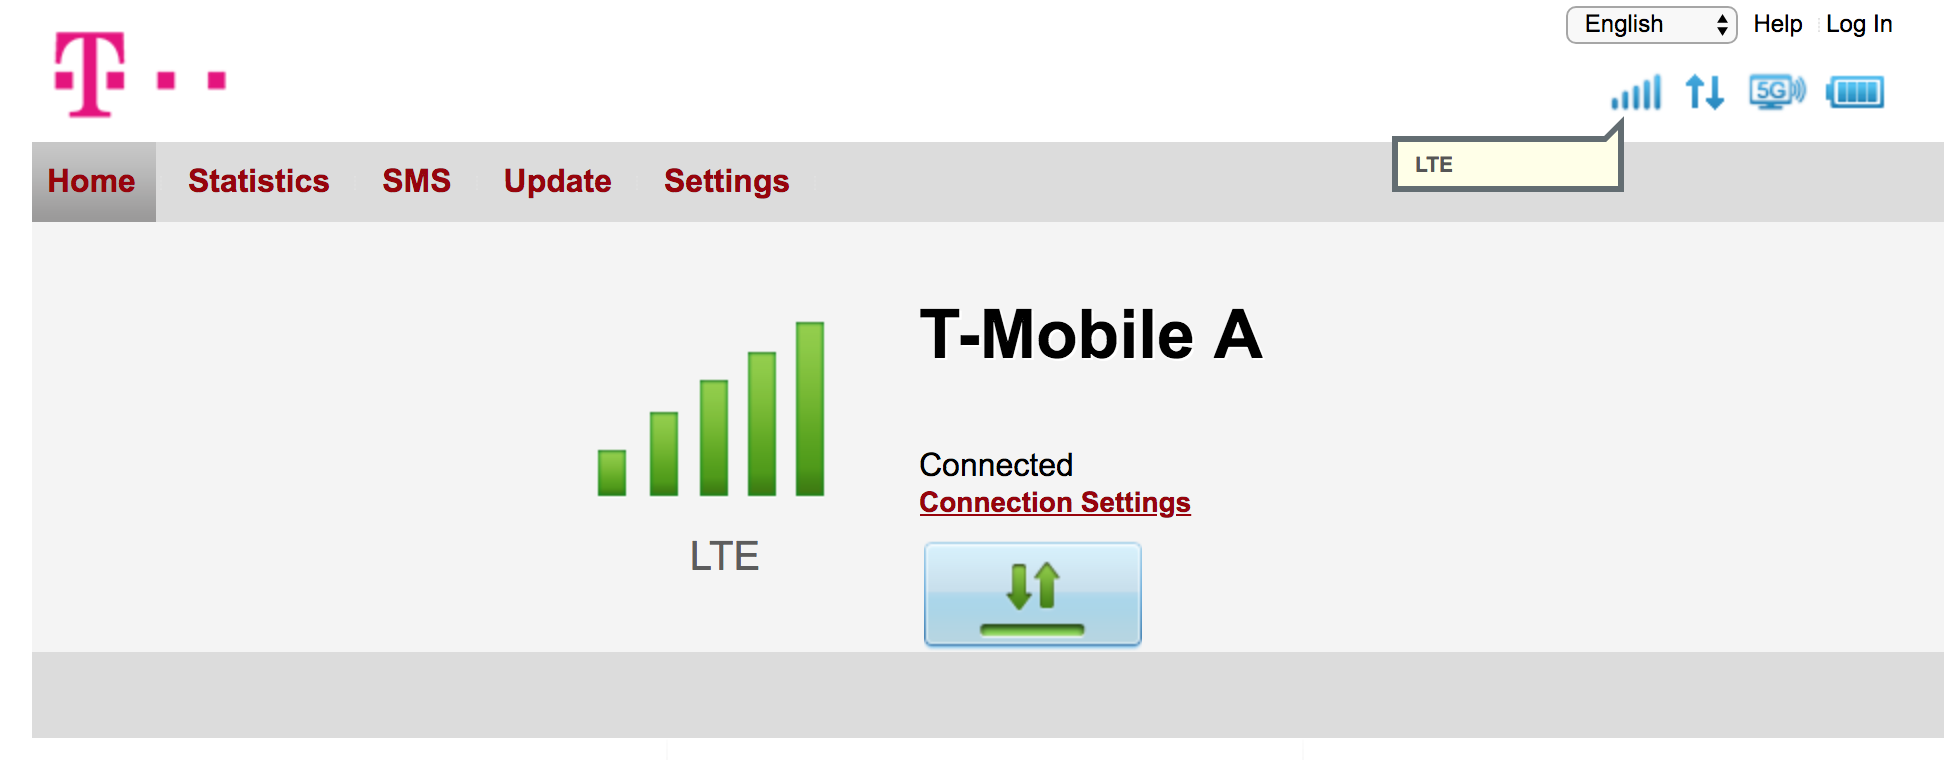 English Help Log In
T
5G
LTE
Home Statistics SMS Update Settings
T-Mobile A
Connected
Connection Settings
LTE